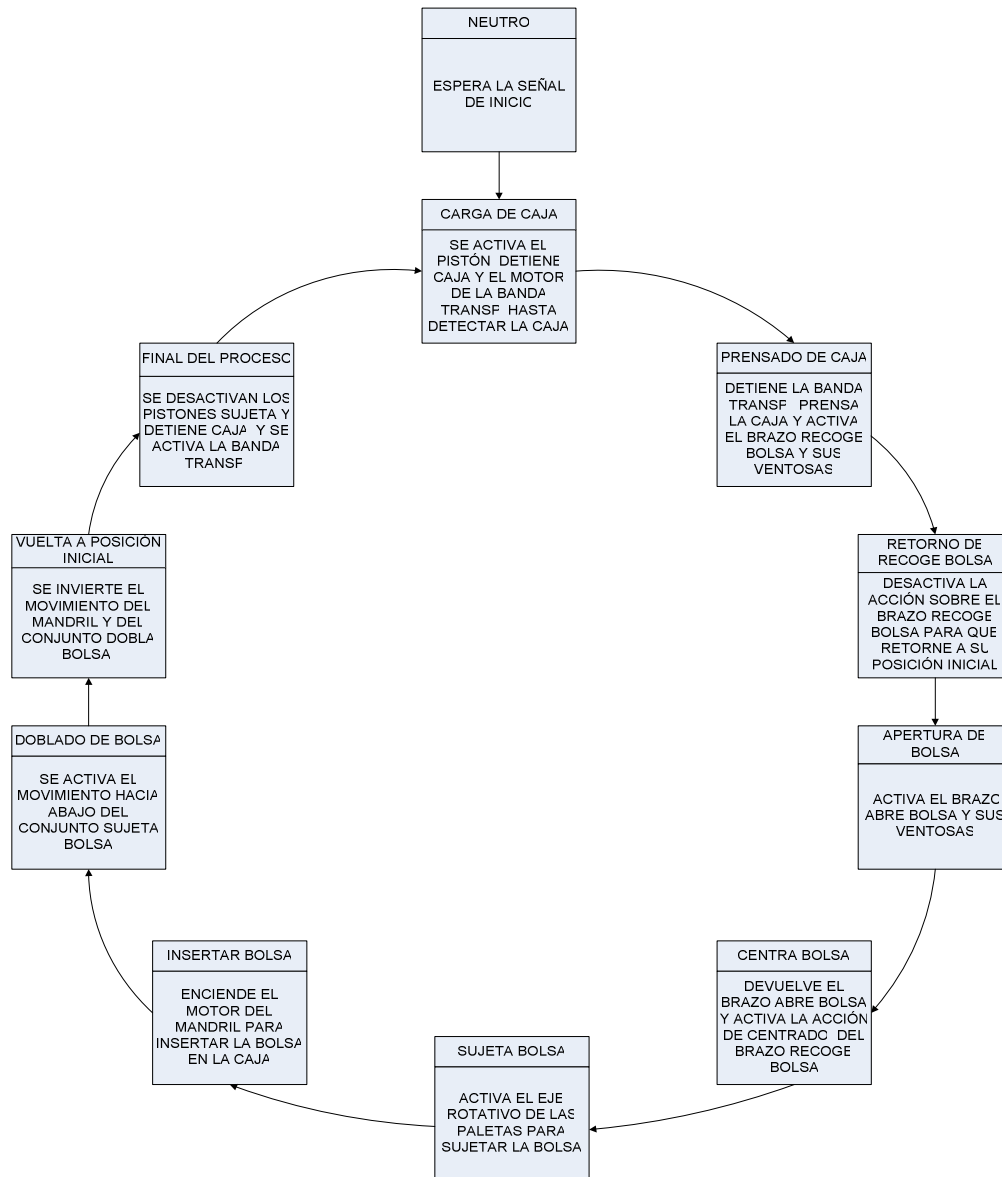 NEUTRO
ESPERA LA SEÑAL
DE INICIO
CARGA DE CAJA
SE ACTIVA EL
PISTÓN DETIENE
CAJA Y EL MOTOR
DE LA BANDA
TRANSP HASTA
DETECTAR LA CAJA
PRENSADO DE CAJA
DETIENE LA BANDA
TRANSP PRENSA
LA CAJA Y ACTIVA
EL BRAZO RECOGE
BOLSA Y SUS
VENTOSAS
RETORNO DE
RECOGE BOLSA
DESACTIVA LA
ACCIÓN SOBRE EL
BRAZO RECOGE
BOLSA PARA QUE
RETORNE A SU
POSICIÓN INICIAL
APERTURA DE
BOLSA
ACTIVA EL BRAZO
ABRE BOLSA Y SUS
VENTOSAS
CENTRA BOLSA
DEVUELVE EL
BRAZO ABRE BOLSA
Y ACTIVA LA ACCIÓN
DE CENTRADO DEL
BRAZO RECOGE
BOLSA
SUJETA BOLSA
ACTIVA EL EJE
ROTATIVO DE LAS
PALETAS PARA
SUJETAR LA BOLSA
INSERTAR BOLSA
ENCIENDE EL
MOTOR DEL
MANDRIL PARA
INSERTAR LA BOLSA
EN LA CAJA
DOBLADO DE BOLSA
SE ACTIVA EL
MOVIMIENTO HACIA
ABAJO DEL
CONJUNTO SUJETA
BOLSA
VUELTA A POSICIÓN
INICIAL
SE INVIERTE EL
MOVIMIENTO DEL
MANDRIL Y DEL
CONJUNTO DOBLA
BOLSA
FINAL DEL PROCESO
SE DESACTIVAN LOS
PISTONES SUJETA Y
DETIENE CAJA Y SE
ACTIVA LA BANDA
TRANSP